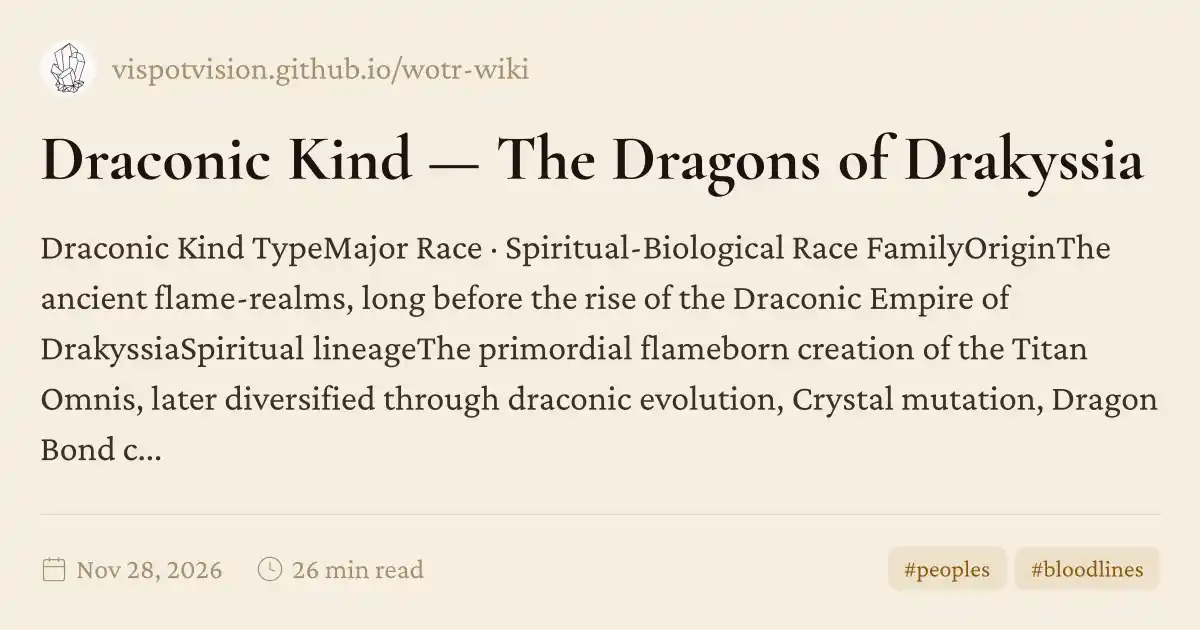 vispotvision.github.io/wotr-wiki
Draconic Kind — The Dragons of Drakyssia
Draconic Kind TypeMajor Race · Spiritual-Biological Race FamilyOriginThe
ancient flame-realms, long before the rise of the Draconic Empire of
DrakyssiaSpiritual lineageThe primordial flameborn creation of the Titan
Omnis, later diversified through draconic evolution, Crystal mutation, Dragon
Bond c...
Nov 28, 2026 26 min read #peoples #bloodlines